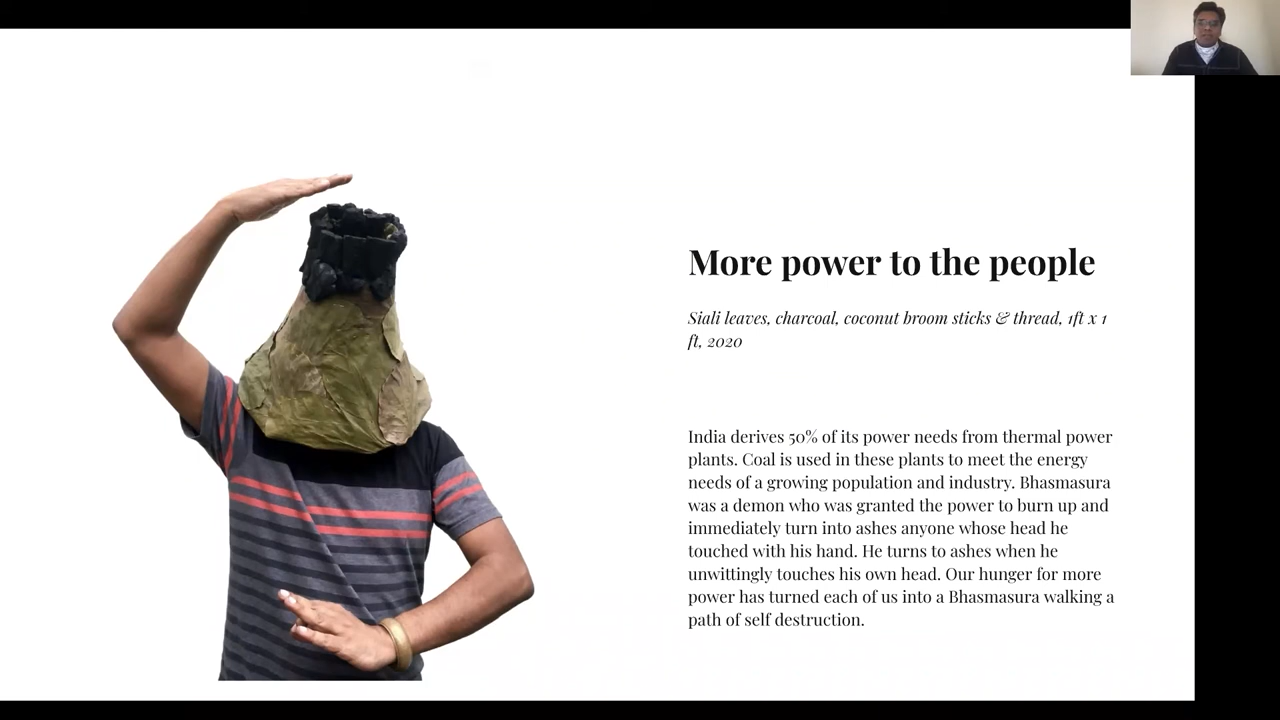 More power to the people
Siali leaves, charcoal, coconut broom sticks & thread, 1ft x 1
ft, 2020
India derives 50% of its power needs from thermal power
plants. Coal is used in these plants to meet the energy
needs of a growing population and industry. Bhasmasura
was a demon who was granted the power to burn up and
immediately turn into ashes anyone whose head he
touched with his hand. He turns to ashes when he
unwittingly touches his own head. Our hunger for more
power has turned each of us into a Bhasmasura walking a
path of self destruction.